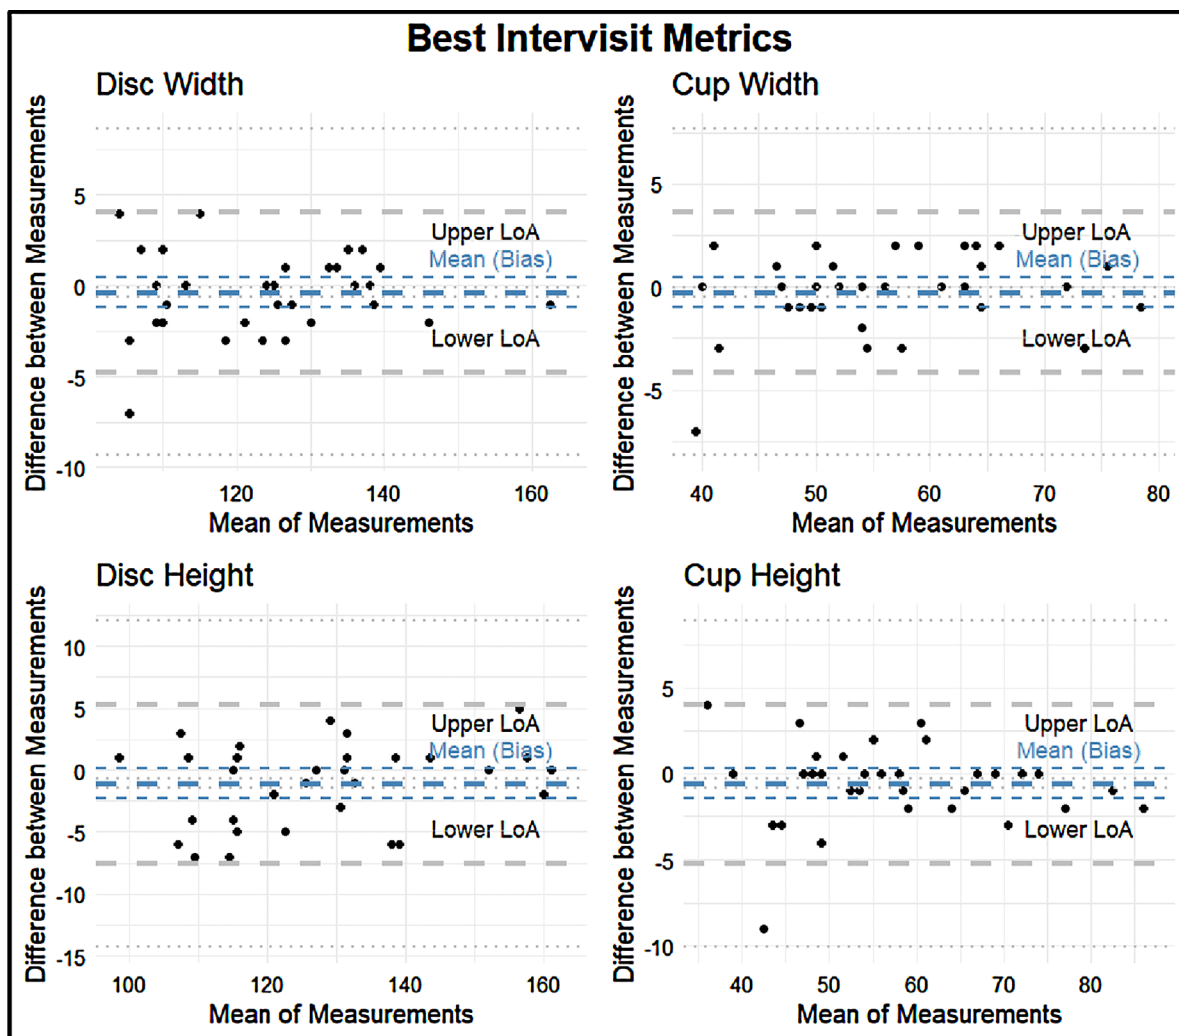 Best Intervisit Metrics
Disc Width
Difference between Measurements
5
0
-5
-10
Upper LoA
Mean (Bias)
Lower LoA
120
140
160
Mean of Measurements
Cup Width
Difference between Measurements
5
0
-5
Upper LoA
Mean (Bias)
Lower LoA
40
50
60
70
80
Mean of Measurements
Disc Height
Difference between Measurements
10
5
0
-5
-10
-15
Upper LoA
Mean (Bias)
Lower LoA
100
120
140
160
Mean of Measurements
Cup Height
Difference between Measurements
5
0
-5
-10
Upper LoA
Mean (Bias)
Lower LoA
40
50
60
70
80
Mean of Measurements